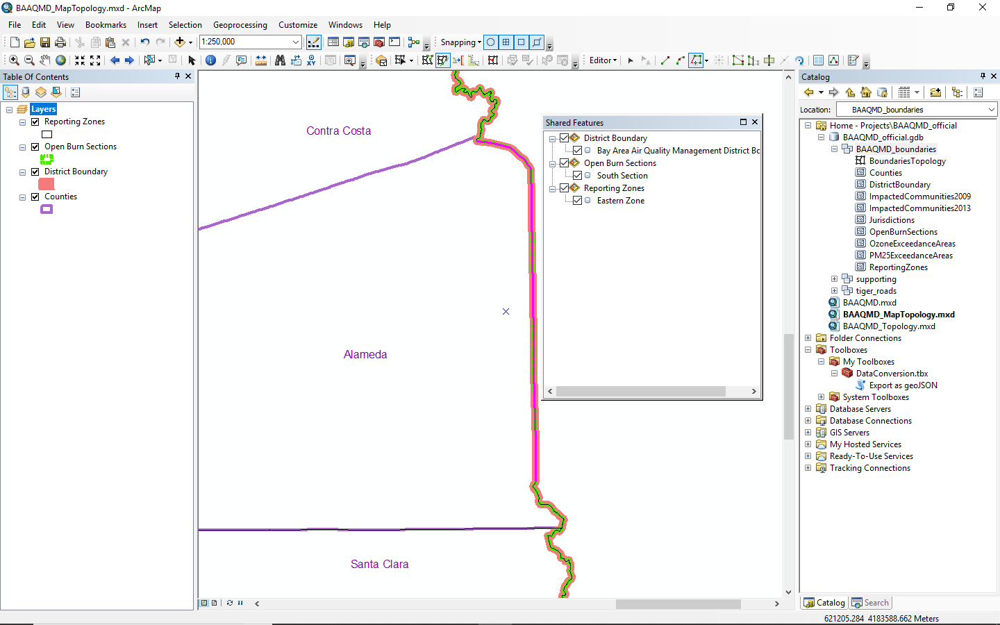 BAAQMD_MapTopology.mxd - ArcMap
File Edit View Bookmarks Insert Selection Geoprocessing Customize Windows Help
1:250,000
Snapping
Editor
Table Of Contents
Layers
Reporting Zones
Open Burn Sections
District Boundary
Counties
Contra Costa
Alameda
Santa Clara
Shared Features
District Boundary
Bay Area Air Quality Management District Bc
Open Burn Sections
South Section
Reporting Zones
Eastern Zone
Catalog
Location: BAAQMD_boundaries
Home - Projects\BAAQMD_official
BAAQMD_official.gdb
BAAQMD_boundaries
BoundariesTopology
Counties
DistrictBoundary
ImpactedCommunities2009
ImpactedCommunities2013
Jurisdictions
OpenBurnSections
OzoneExceedanceAreas
PM25ExceedanceAreas
ReportingZones
supporting
tiger_roads
BAAQMD.mxd
BAAQMD_MapTopology.mxd
BAAQMD_Topology.mxd
Folder Connections
Toolboxes
My Toolboxes
DataConversion.tbx
Export as geoJSON
System Toolboxes
Database Servers
Database Connections
GIS Servers
My Hosted Services
Ready-To-Use Services
Tracking Connections
Catalog Search
621205.284 4183588.662 Meters